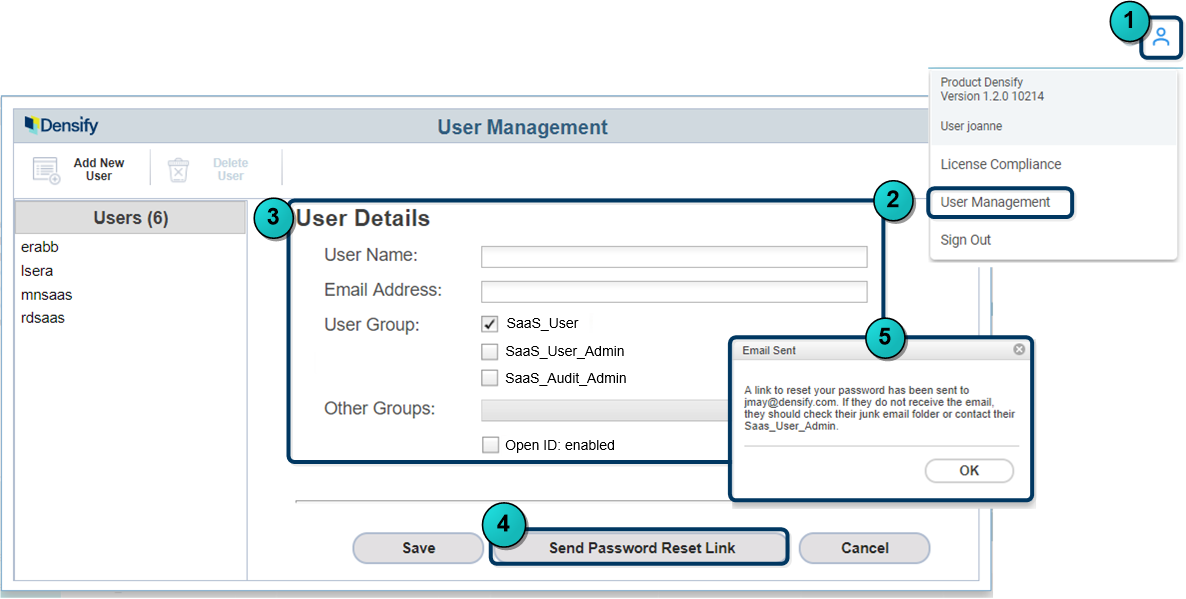 1
Product Densify
Version 1.2.0 10214
User joanne
License Compliance
2
User Management
Sign Out
Densify
User Management
Add New
User
Delete
User
Users (6)
erabb
lsera
mnsaas
rdsaas
3
User Details
User Name:
Email Address:
User Group:
SaaS_User
SaaS_User_Admin
SaaS_Audit_Admin
Other Groups:
Open ID: enabled
4
Save
Send Password Reset Link
Cancel
5
Email Sent
A link to reset your password has been sent to
jmay@densify.com. If they do not receive the email,
they should check their junk email folder or contact their
Saas_User_Admin.
OK